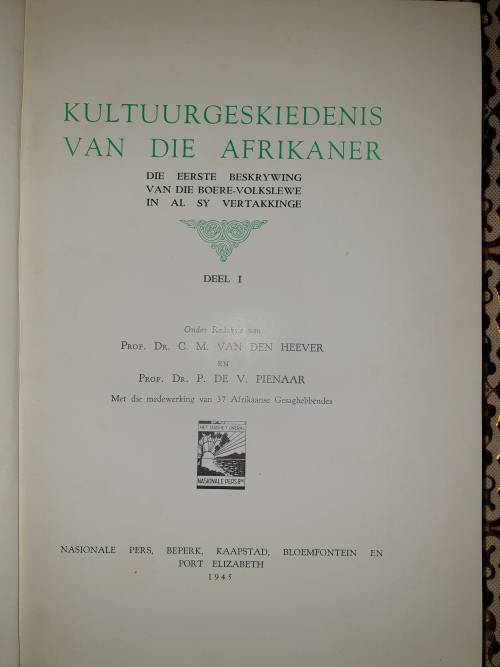 KULTUURGESKIEDENIS
VAN DIE AFRIKANER
DIE EERSTE BESKRYWING
VAN DIE BOERE-VOLKSLEWE
IN AL SY VERTAKKINGE
DEEL I
Onder Redaksie van
PROF. DR. C. M. VAN DEN HEEVER
EN
PROF. DR. P. DE V. PIENAAR
Met die medewerking van 37 Afrikaanse Gesaghebbendes
NASIONALE PERS BPK
NASIONALE PERS, BEPERK, KAAPSTAD, BLOEMFONTEIN EN
PORT ELIZABETH
1945